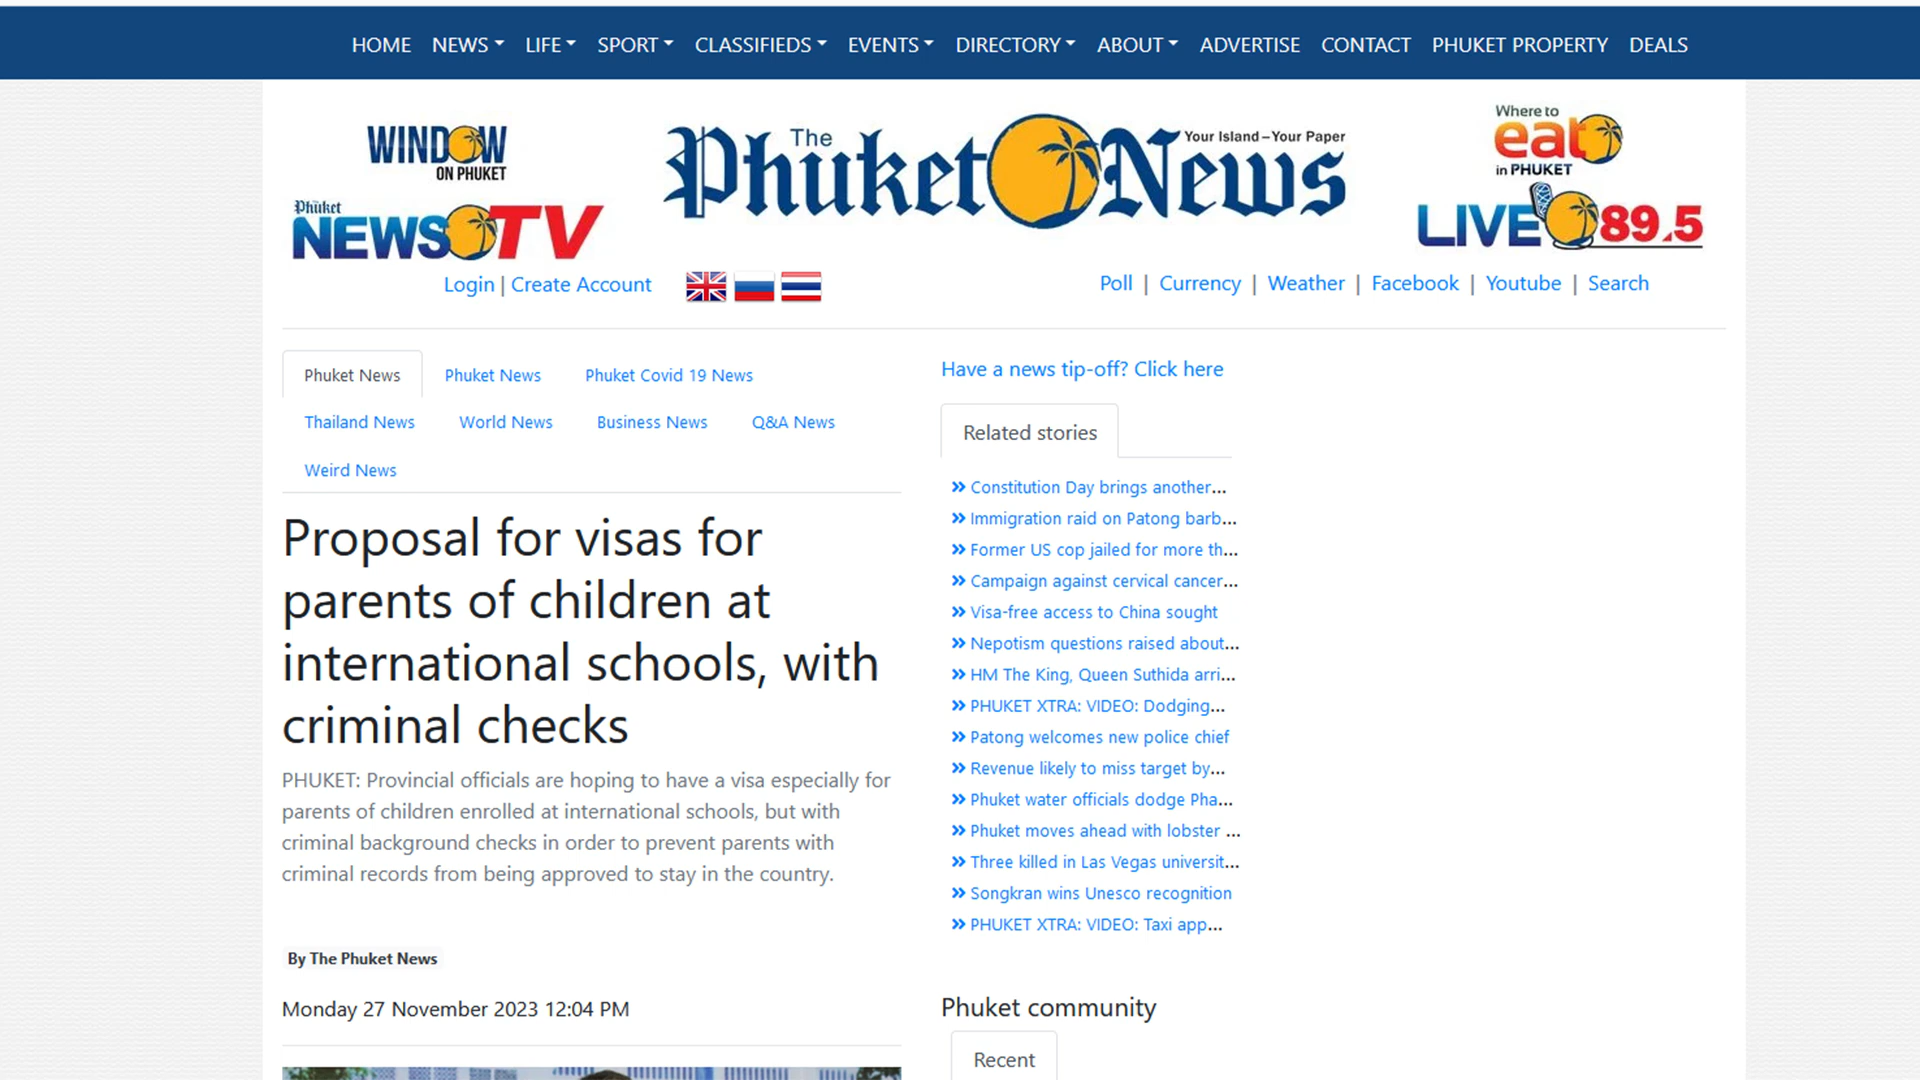 HOME NEWS LIFE SPORT CLASSIFIEDS EVENTS DIRECTORY ABOUT ADVERTISE CONTACT PHUKET PROPERTY DEALS
WINDOW
ON PHUKET
Phuket
NEWS TV
The Phuket News
Your Island – Your Paper
Where to
eat
in PHUKET
LIVE 89.5
Login | Create Account
Poll | Currency | Weather | Facebook | Youtube | Search
Phuket News Phuket News Phuket Covid 19 News
Thailand News World News Business News Q&A News
Weird News
Proposal for visas for
parents of children at
international schools, with
criminal checks
PHUKET: Provincial officials are hoping to have a visa especially for
parents of children enrolled at international schools, but with
criminal background checks in order to prevent parents with
criminal records from being approved to stay in the country.
By The Phuket News
Monday 27 November 2023 12:04 PM
Have a news tip-off? Click here
Related stories
» Constitution Day brings another...
» Immigration raid on Patong barb...
» Former US cop jailed for more th...
» Campaign against cervical cancer...
» Visa-free access to China sought
» Nepotism questions raised about...
» HM The King, Queen Suthida arri...
» PHUKET XTRA: VIDEO: Dodging...
» Patong welcomes new police chief
» Revenue likely to miss target by...
» Phuket water officials dodge Pha...
» Phuket moves ahead with lobster ...
» Three killed in Las Vegas universit...
» Songkran wins Unesco recognition
» PHUKET XTRA: VIDEO: Taxi app...
Phuket community
Recent